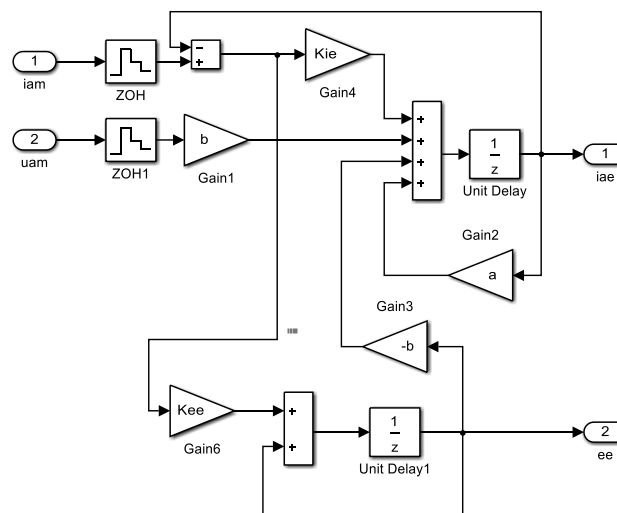 1
iam
ZOH
−
+
Kie
Gain4
2
uam
ZOH1
b
Gain1
+
+
+
+
1
z
Unit Delay
1
iae
Gain2
a
Gain3
-b
Kee
Gain6
+
+
1
z
Unit Delay1
2
ee